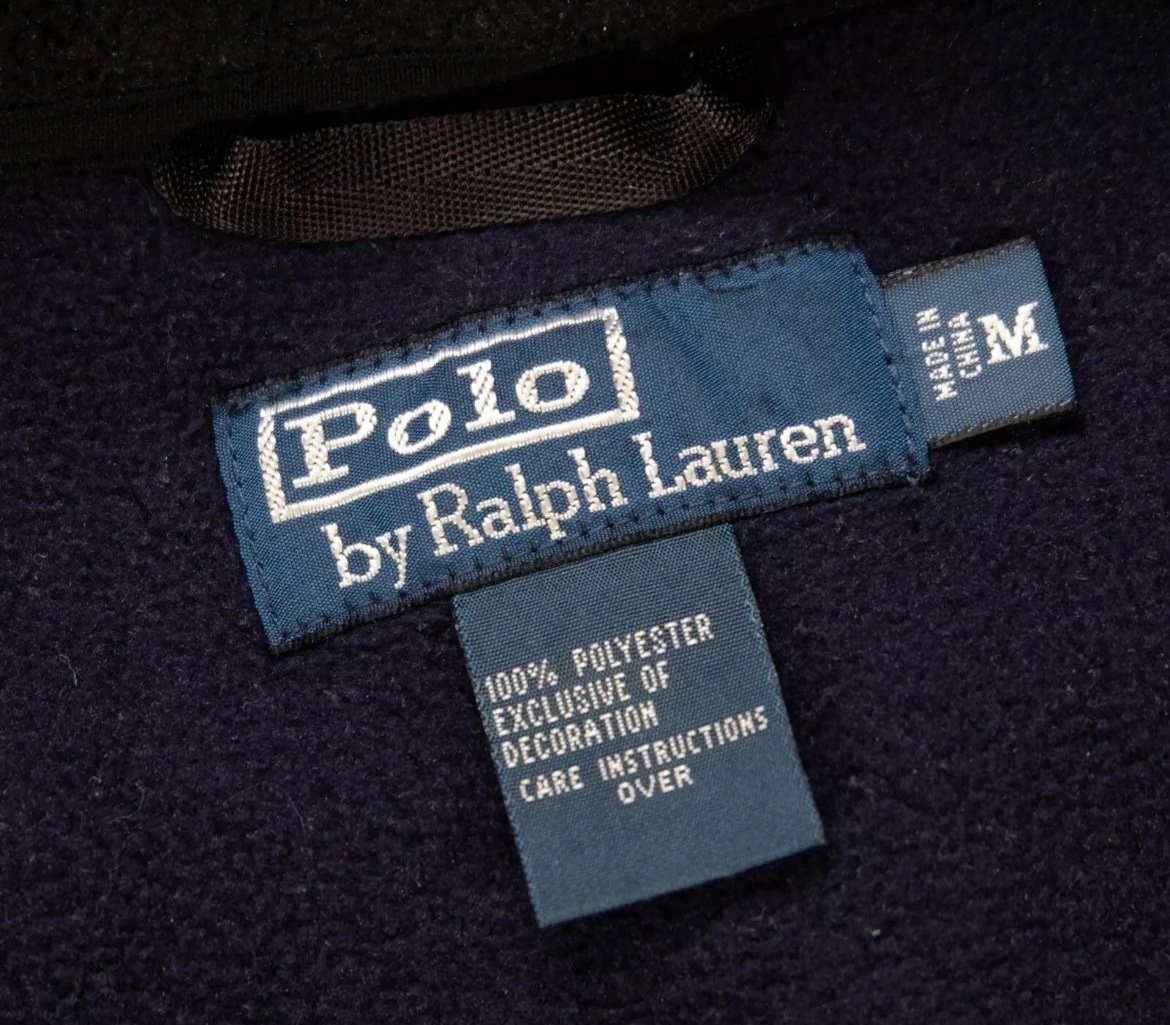 Polo
by Ralph Lauren
MADE IN
CHINA
M
100% POLYESTER
EXCLUSIVE OF
DECORATION
CARE INSTRUCTIONS
OVER